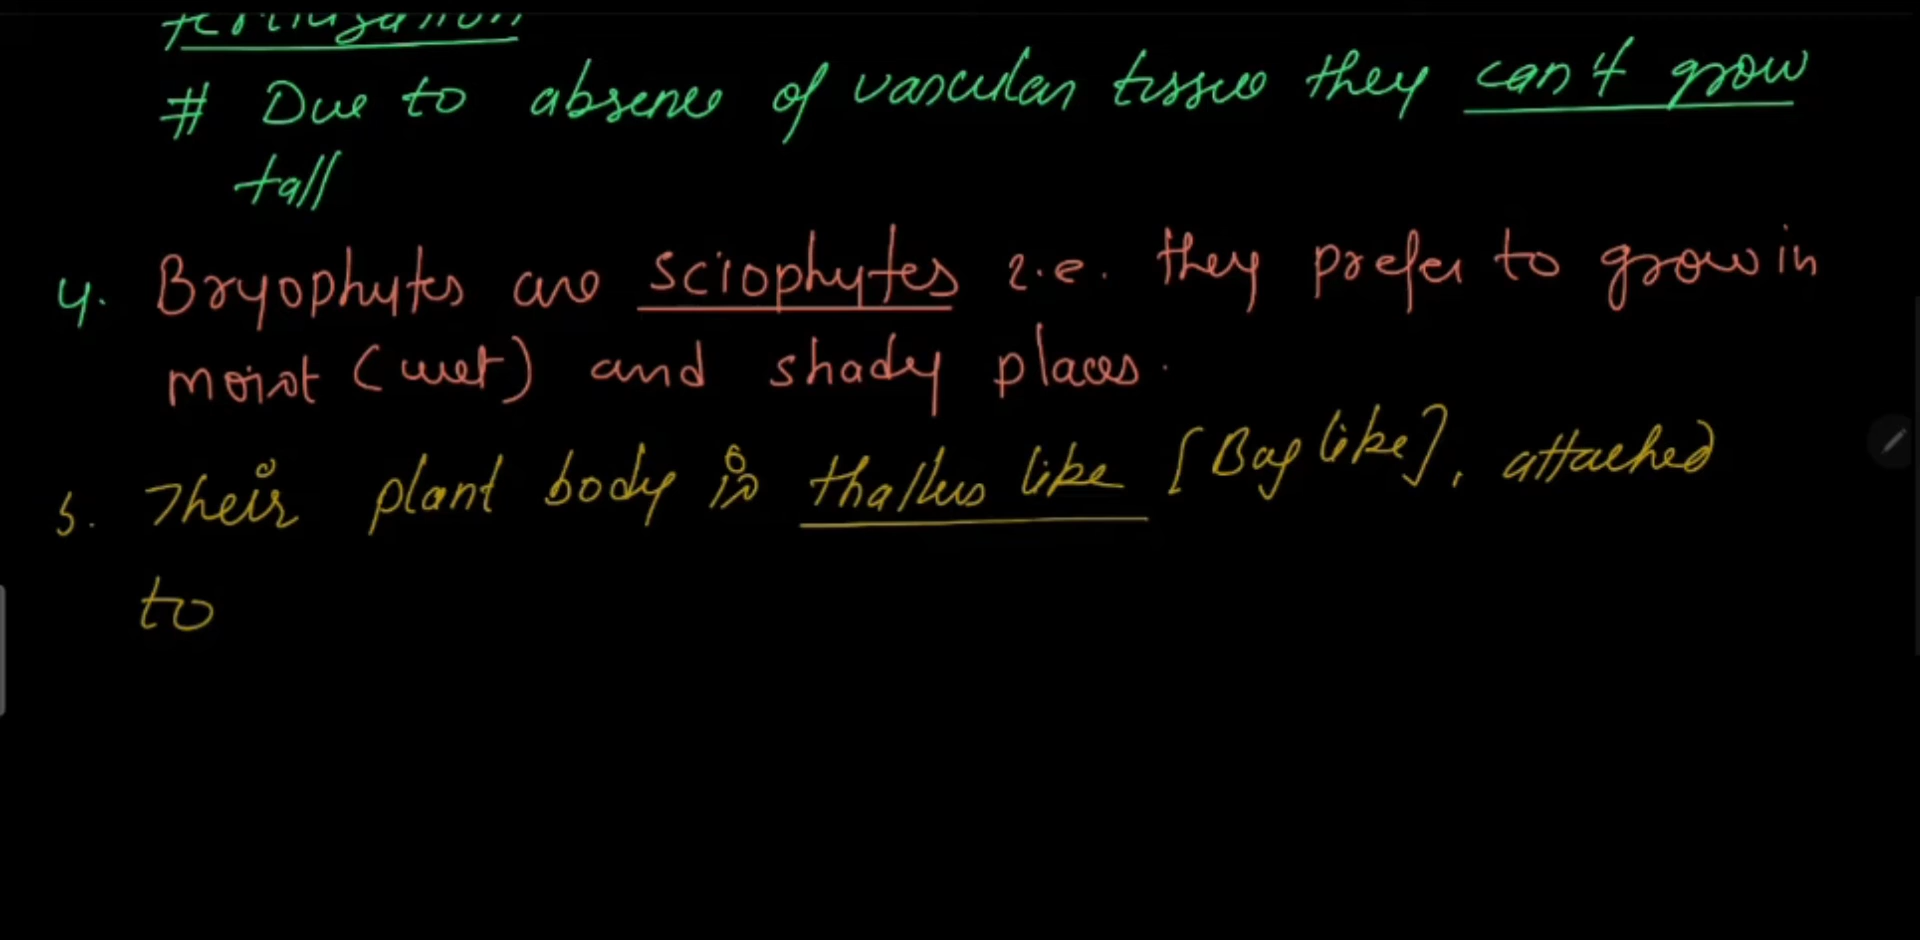 fertilization
# Due to absence of vascular tissue they can't grow
tall
4. Bryophytes are sciophytes i.e. they prefer to grow in
moist (wet) and shady places.
5. Their plant body is thallus like [Bag like], attached
to